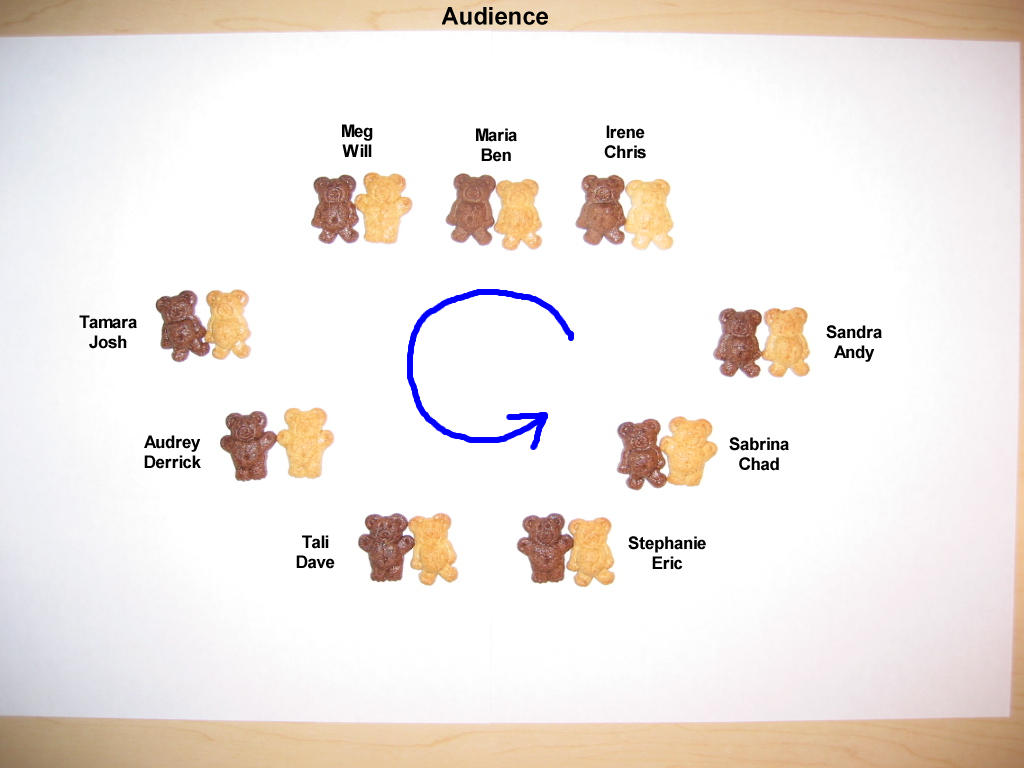 Audience
Meg
Will
Maria
Ben
Irene
Chris
Tamara
Josh
Sandra
Andy
Audrey
Derrick
Sabrina
Chad
Tali
Dave
Stephanie
Eric